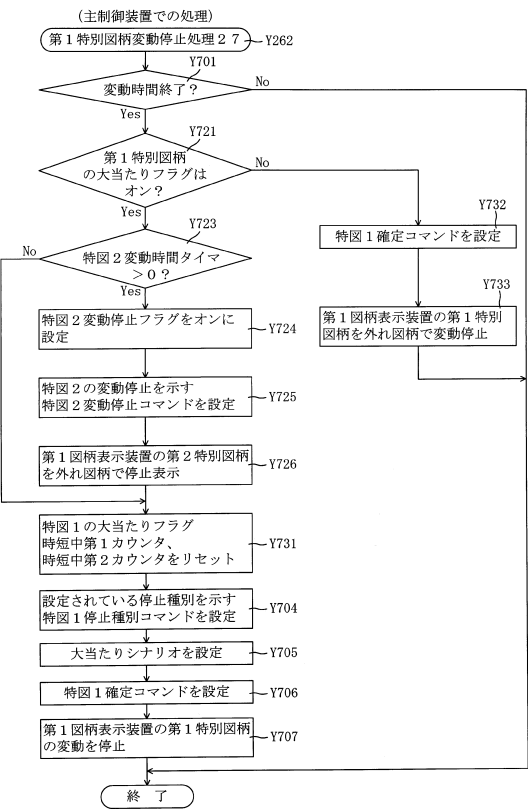 (主制御装置での処理)
第1特別図柄変動停止処理27
Y262
Y701
変動時間終了?
No
Yes
Y721
第1特別図柄
の大当たりフラグは
オン?
No
Yes
Y723
特図2変動時間タイマ
>0?
No
Yes
Y732
特図1確定コマンドを設定
Y733
第1図柄表示装置の第1特別
図柄を外れ図柄で変動停止
特図2変動停止フラグをオンに
設定
Y724
特図2の変動停止を示す
特図2変動停止コマンドを設定
Y725
第1図柄表示装置の第2特別図柄
を外れ図柄で停止表示
Y726
特図1の大当たりフラグ
時短中第1カウンタ、
時短中第2カウンタをリセット
Y731
設定されている停止種別を示す
特図1停止種別コマンドを設定
Y704
大当たりシナリオを設定
Y705
特図1確定コマンドを設定
Y706
第1図柄表示装置の第1特別図柄
の変動を停止
Y707
終了